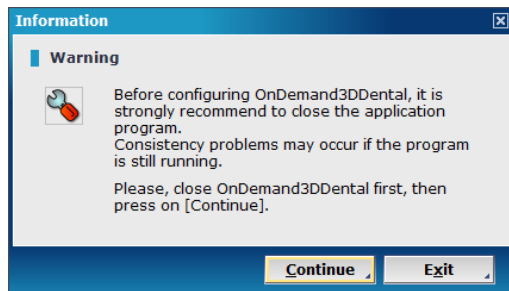 Information
Warning
Before configuring OnDemand3DDental, it is
strongly recommend to close the application
program.
Consistency problems may occur if the program
is still running.
Please, close OnDemand3DDental first, then
press on [Continue].
Continue
Exit